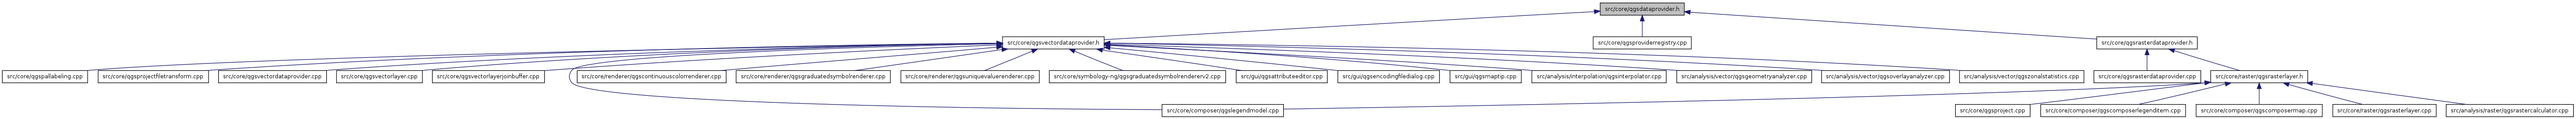 src/core/qgsdataprovider.h
src/core/qgsvectordataprovider.h
src/core/qgsproviderregistry.cpp
src/core/qgsrasterdataprovider.h
src/core/qgspallabeling.cpp
src/core/qgsprojectfiletransform.cpp
src/core/qgsvectordataprovider.cpp
src/core/qgsvectorlayer.cpp
src/core/qgsvectorlayerjoinbuffer.cpp
src/core/renderer/qgscontinuouscolorrenderer.cpp
src/core/renderer/qgsgraduatedsymbolrenderer.cpp
src/core/renderer/qgsuniquevaluerenderer.cpp
src/core/symbology-ng/qgsgraduatedsymbolrendererv2.cpp
src/gui/qgsattributeeditor.cpp
src/gui/qgsencodingfiledialog.cpp
src/gui/qgsmaptip.cpp
src/analysis/interpolation/qgsinterpolator.cpp
src/analysis/vector/qgsgeometryanalyzer.cpp
src/analysis/vector/qgsoverlayanalyzer.cpp
src/analysis/vector/qgszonalstatistics.cpp
src/core/qgsrasterdataprovider.cpp
src/core/raster/qgsrasterlayer.h
src/core/composer/qgslegendmodel.cpp
src/core/qgsproject.cpp
src/core/composer/qgscomposerlegenditem.cpp
src/core/composer/qgscomposermap.cpp
src/core/raster/qgsrasterlayer.cpp
src/analysis/raster/qgsrastercalculator.cpp